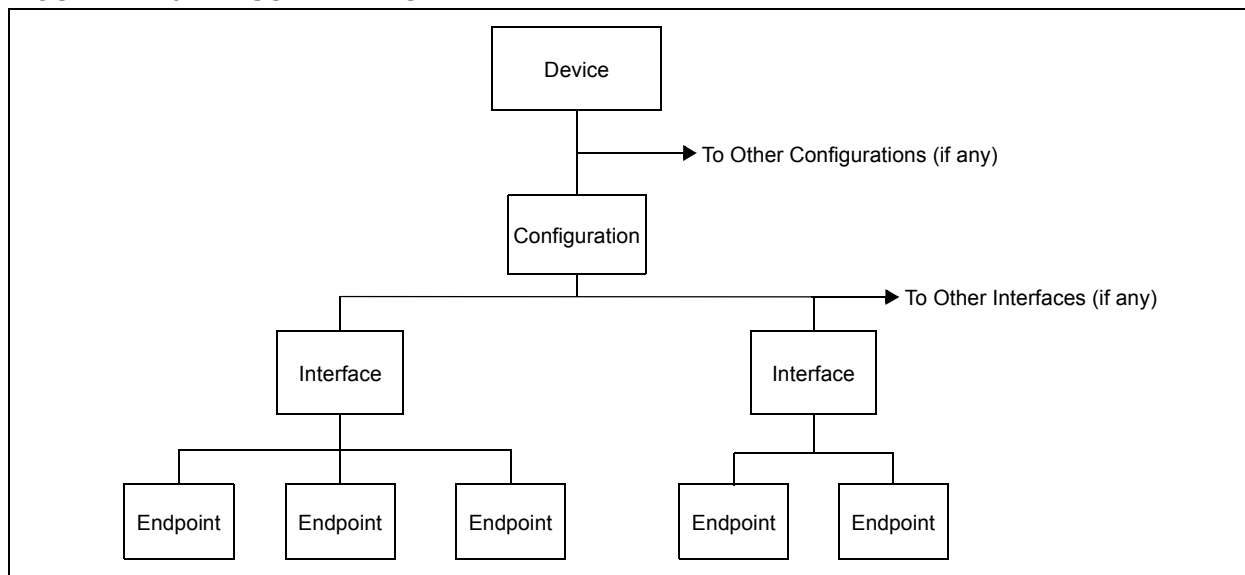 Device
To Other Configurations (if any)
Configuration
To Other Interfaces (if any)
Interface
Interface
Endpoint
Endpoint
Endpoint
Endpoint
Endpoint